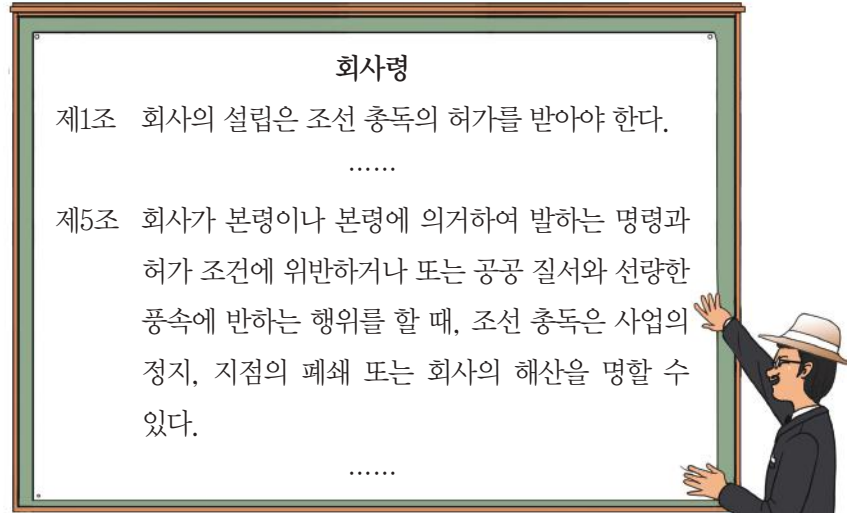 회사령
제1조 회사의 설립은 조선 총독의 허가를 받아야 한다.
……
제5조 회사가 본령이나 본령에 의거하여 발하는 명령과
허가 조건에 위반하거나 또는 공공 질서와 선량한
풍속에 반하는 행위를 할 때, 조선 총독은 사업의
정지, 지점의 폐쇄 또는 회사의 해산을 명할 수
있다.
……